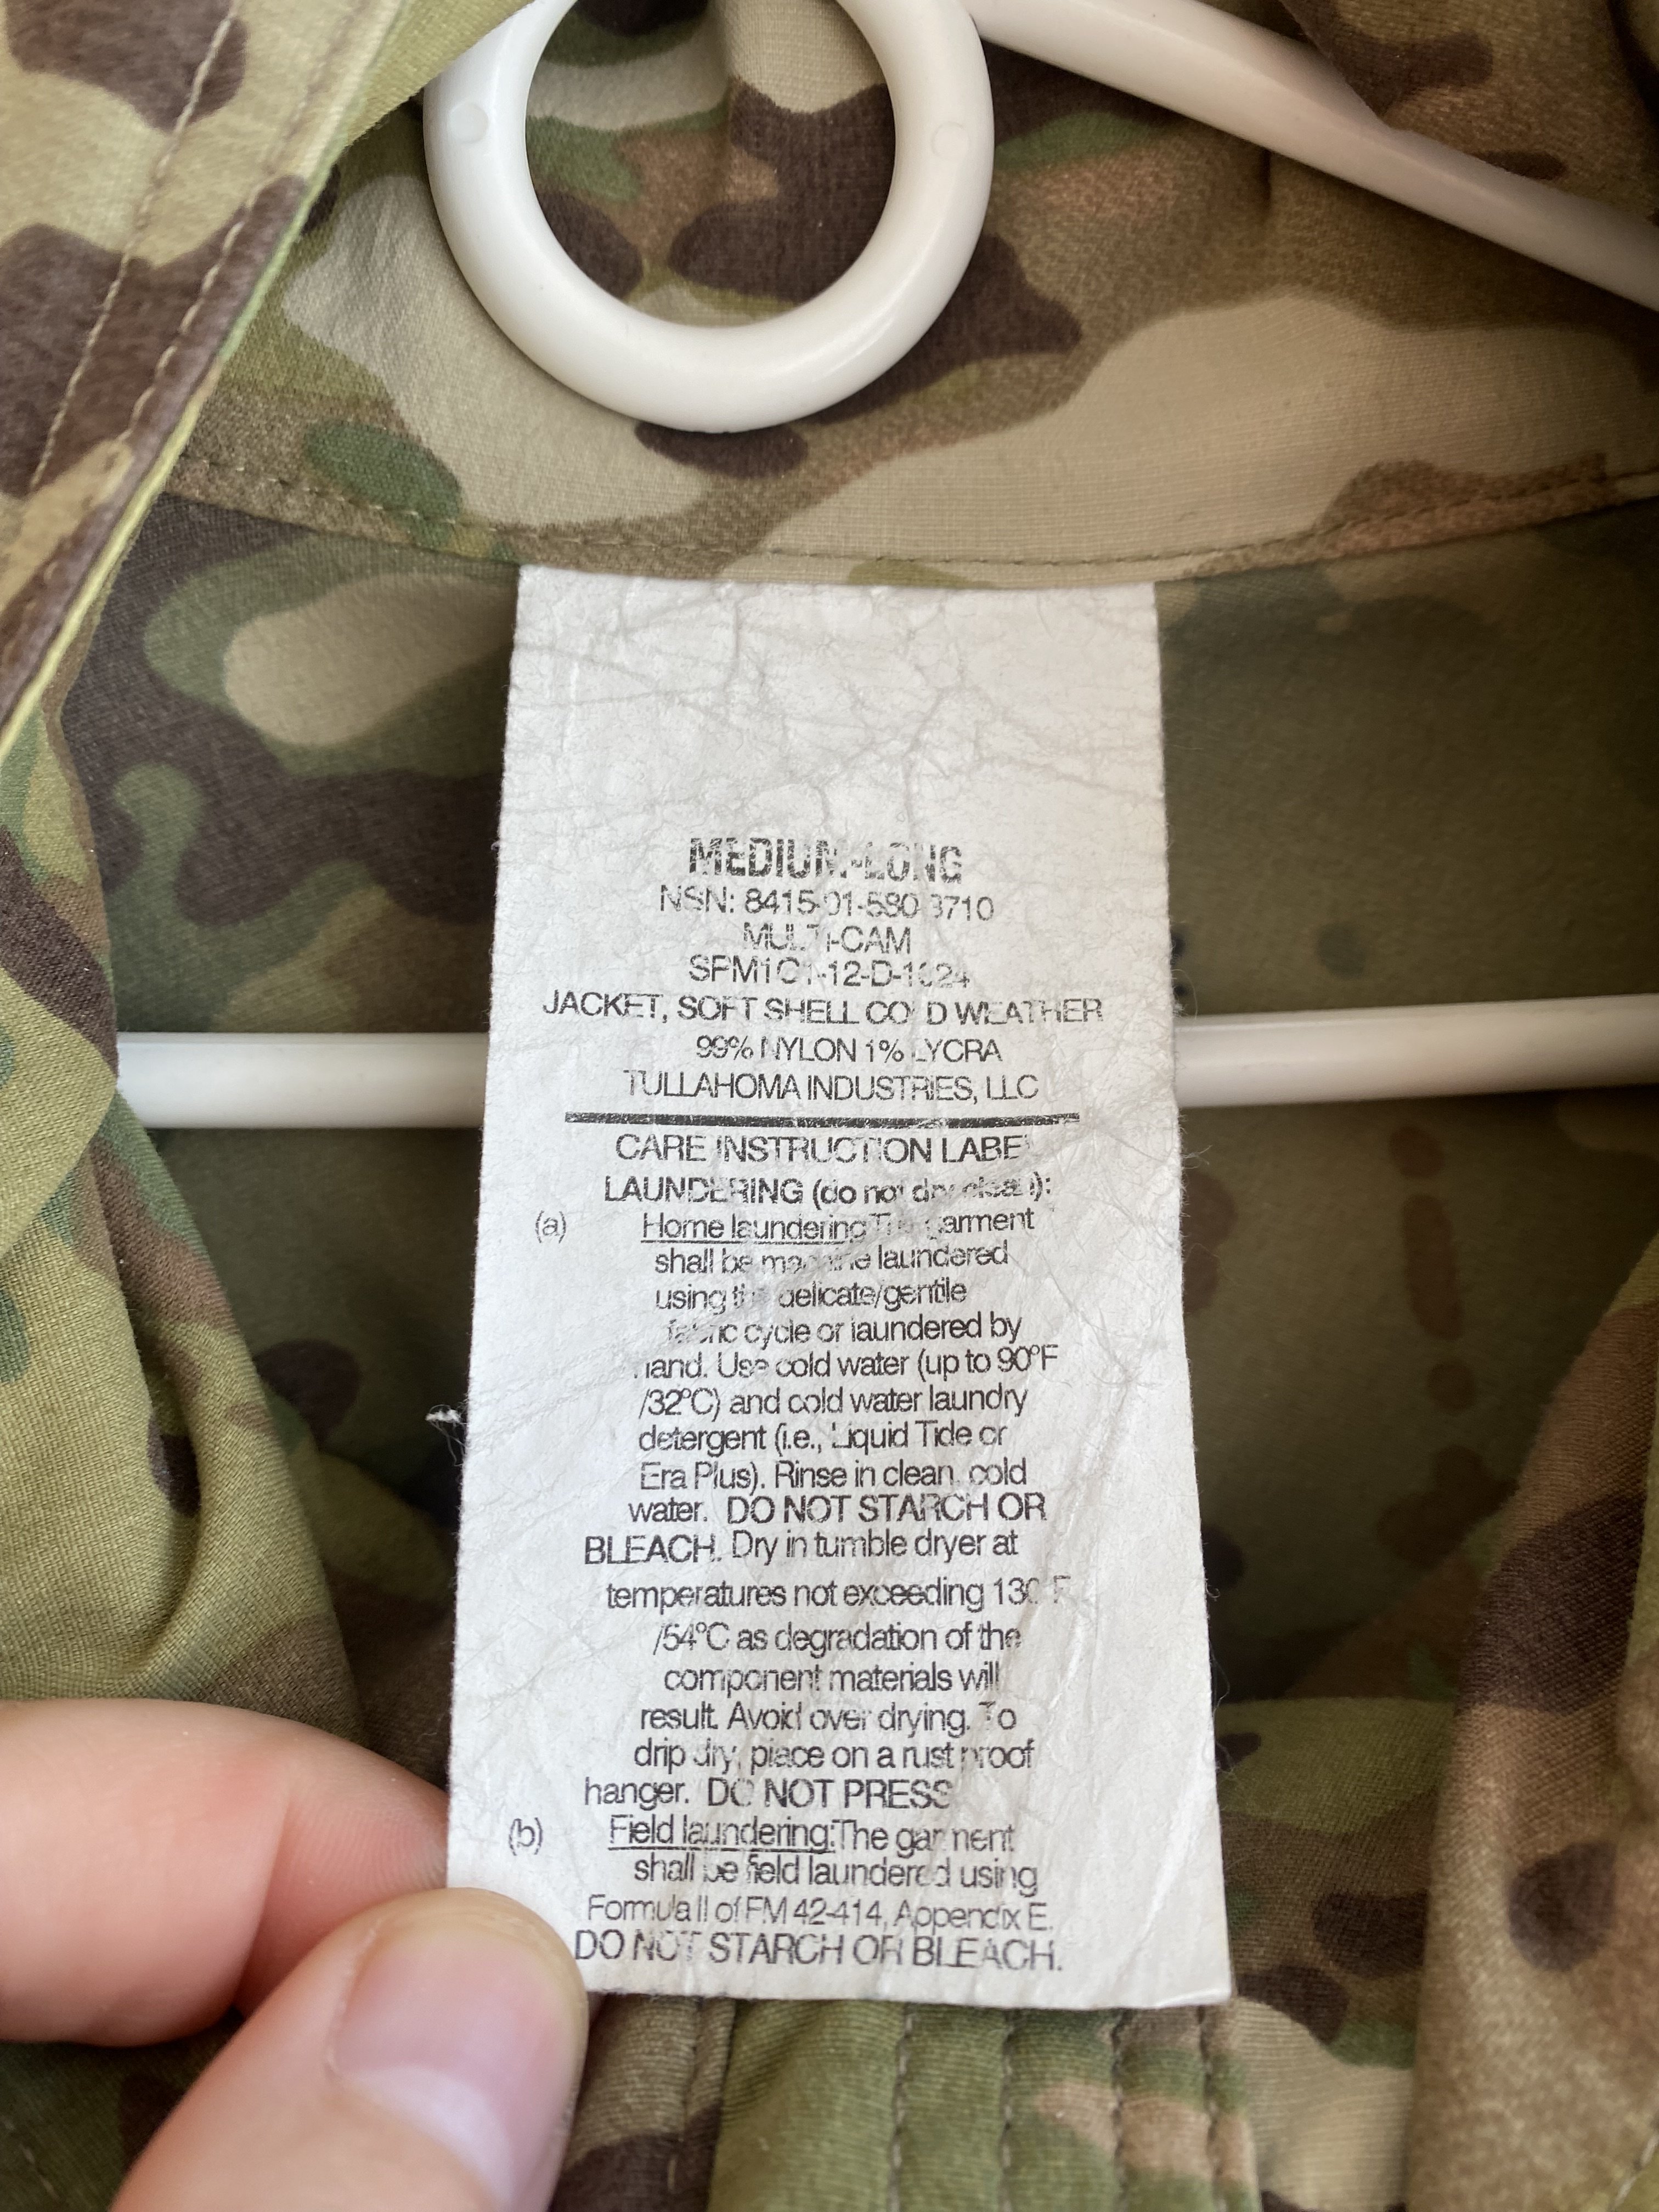 MEDIUM-LONG
NSN: 8415-01-580-3710
MULTI-CAM
SPM1C1-12-D-1024
JACKET, SOFT SHELL COLD WEATHER
99% NYLON 1% LYCRA
TULLAHOMA INDUSTRIES, LLC
CARE INSTRUCTION LABEL
LAUNDERING (do not dry clean):
(a) Home laundering The garment
shall be machine laundered
using the delicate/gentile
fabric cycle or laundered by
hand. Use cold water (up to 90°F
/32°C) and cold water laundry
detergent (i.e., Liquid Tide or
Era Plus). Rinse in clean, cold
water. DO NOT STARCH OR
BLEACH. Dry in tumble dryer at
temperatures not exceeding 130°F
/54°C as degradation of the
component materials will
result. Avoid over drying. To
drip dry, place on a rust proof
hanger. DO NOT PRESS
(b) Field laundering: The garment
shall be field laundered using
Formula II of FM 42-414, Appendix E.
DO NOT STARCH OR BLEACH.